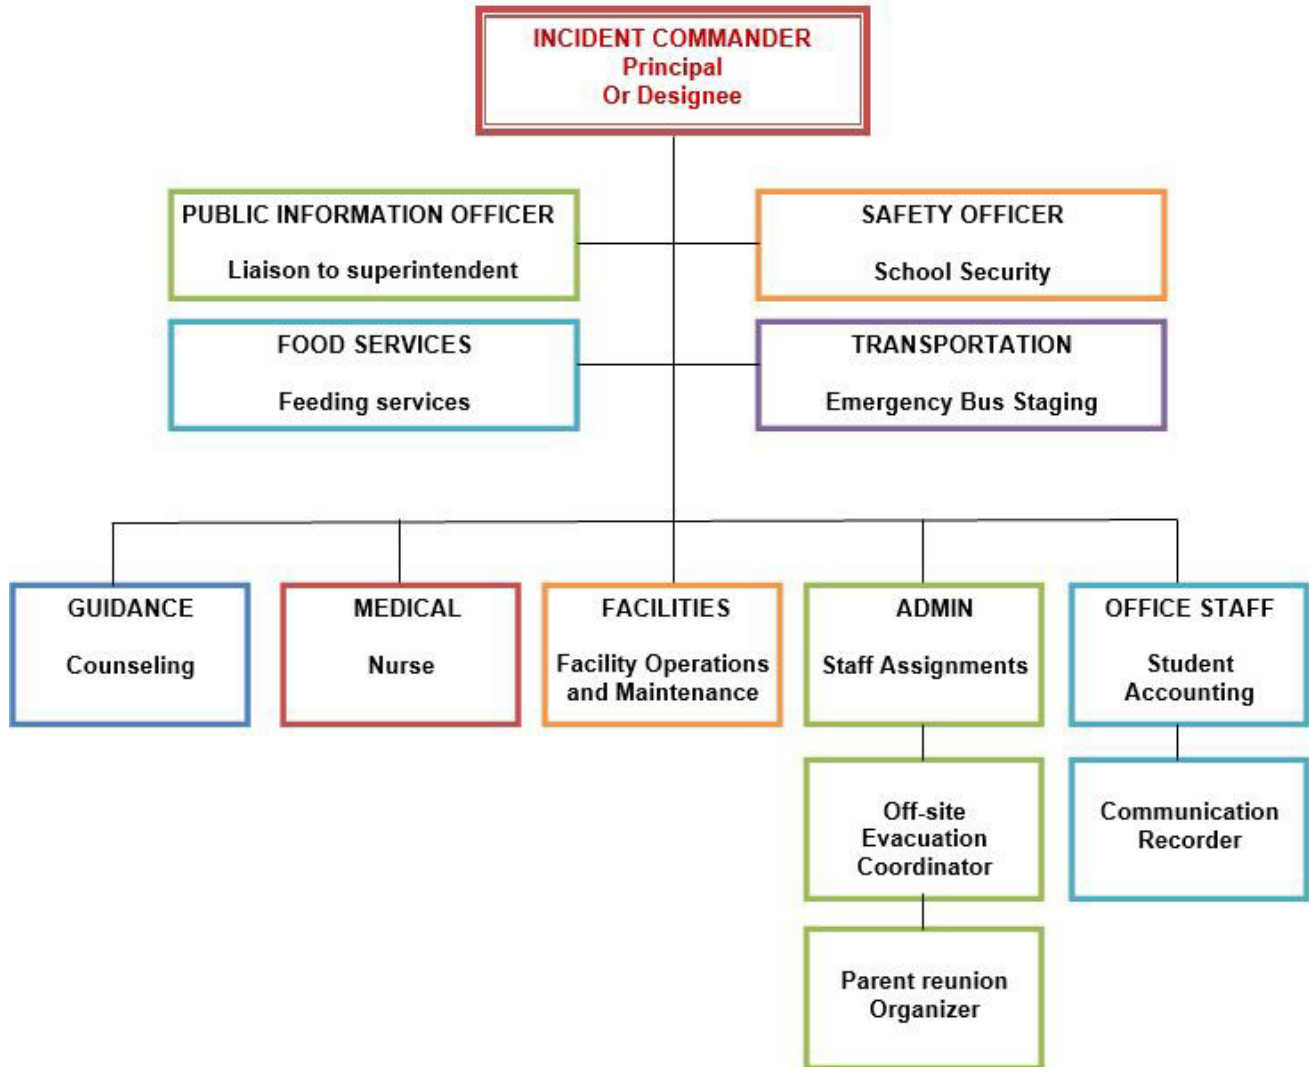 INCIDENT COMMANDER
Principal
Or Designee
PUBLIC INFORMATION OFFICER
Liaison to superintendent
SAFETY OFFICER
School Security
FOOD SERVICES
Feeding services
TRANSPORTATION
Emergency Bus Staging
GUIDANCE
Counseling
MEDICAL
Nurse
FACILITIES
Facility Operations
and Maintenance
ADMIN
Staff Assignments
OFFICE STAFF
Student
Accounting
Off-site
Evacuation
Coordinator
Communication
Recorder
Parent reunion
Organizer